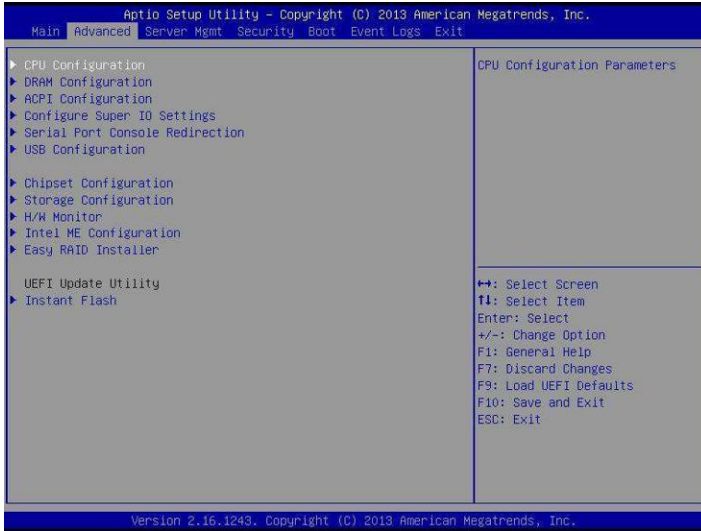 Aptio Setup Utility – Copyright (C) 2013 American Megatrends, Inc.
Main Advanced Server Mgmt Security Boot Event Logs Exit
CPU Configuration
DRAM Configuration
ACPI Configuration
Configure Super IO Settings
Serial Port Console Redirection
USB Configuration
Chipset Configuration
Storage Configuration
H/W Monitor
Intel ME Configuration
Easy RAID Installer
UEFI Update Utility
Instant Flash
CPU Configuration Parameters
↔: Select Screen
↑↓: Select Item
Enter: Select
+/-: Change Option
F1: General Help
F7: Discard Changes
F9: Load UEFI Defaults
F10: Save and Exit
ESC: Exit
Version 2.16.1243. Copyright (C) 2013 American Megatrends, Inc.